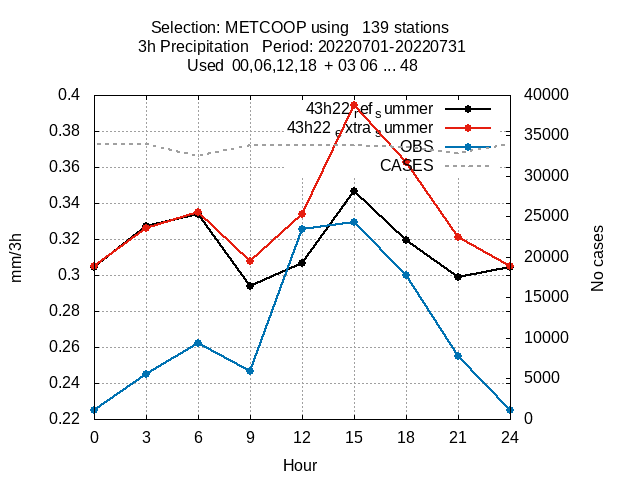 Selection: METCOOP using 139 stations
3h Precipitation Period: 20220701-20220731
Used 00,06,12,18 + 03 06 ... 48
0.4
0.38
0.36
0.34
0.32
0.3
0.28
0.26
0.24
0.22
mm/3h
40000
35000
30000
25000
20000
15000
10000
5000
0
No cases
43h22_ref_summer
43h22_extra_summer
OBS
CASES
0 3 6 9 12 15 18 21 24
Hour